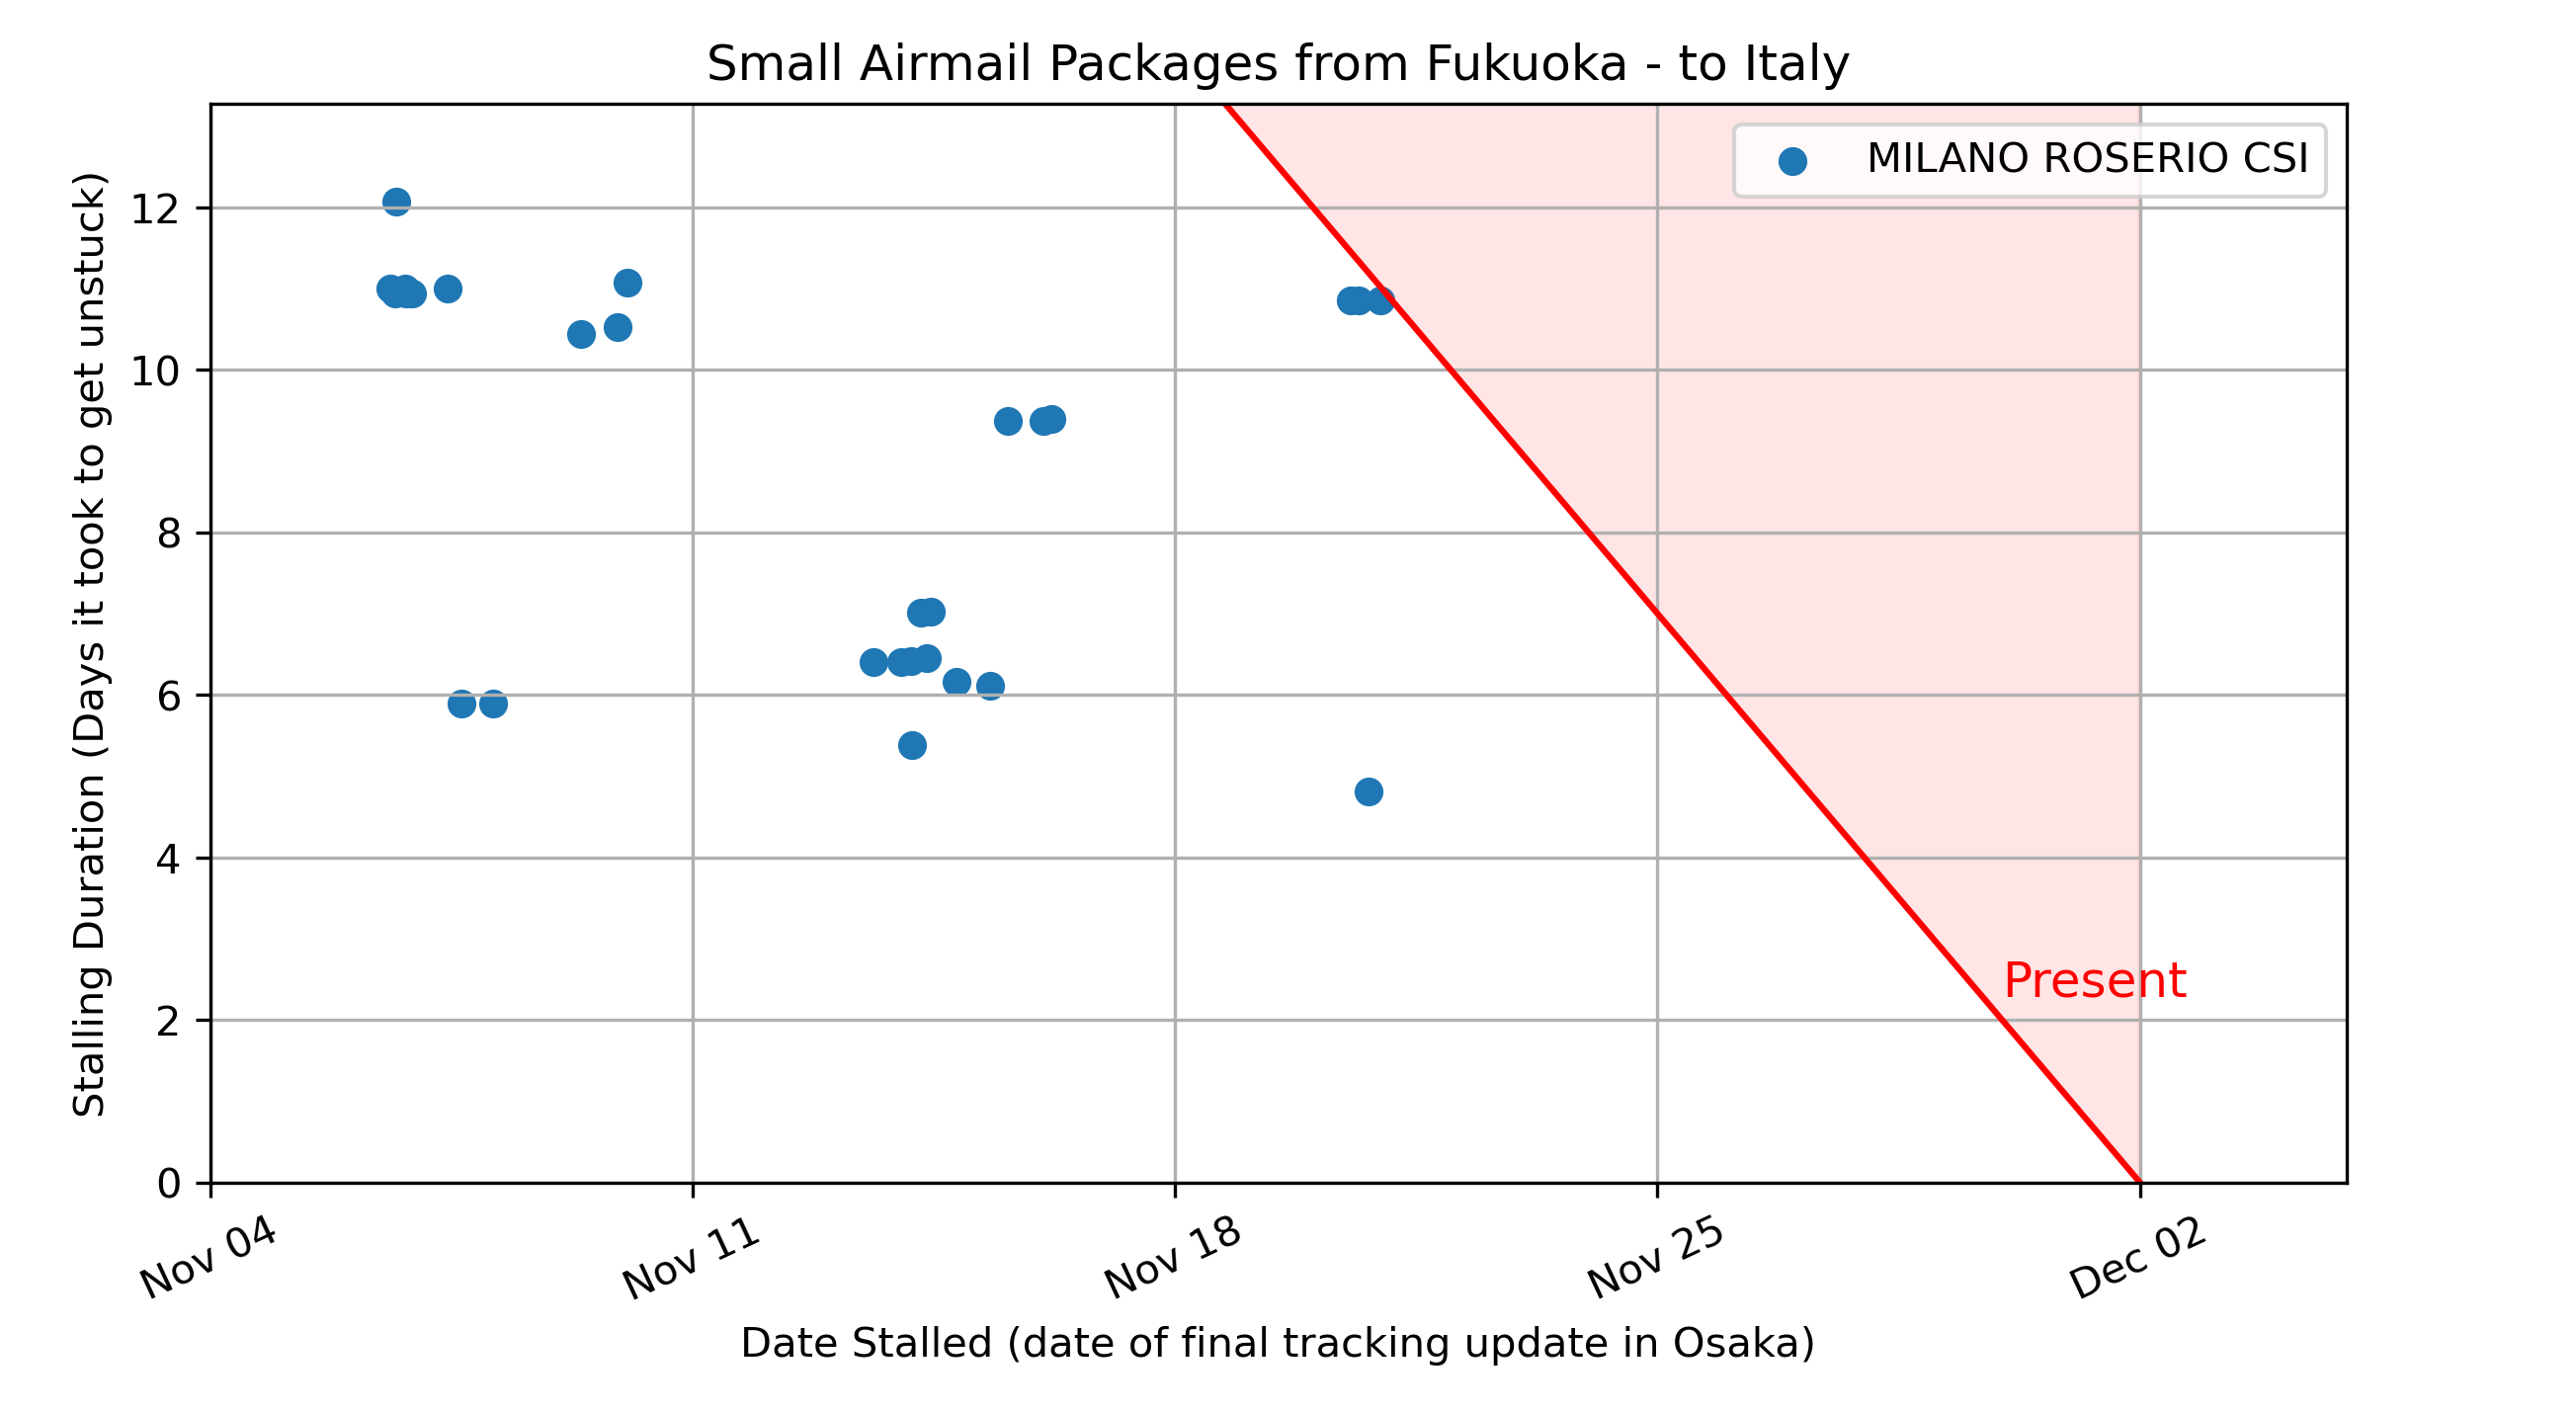 Small Airmail Packages from Fukuoka - to Italy
MILANO ROSERIO CSI
Stalling Duration (Days it took to get unstuck)
12
10
8
6
4
2
0
Present
Nov 04
Nov 11
Nov 18
Nov 25
Dec 02
Date Stalled (date of final tracking update in Osaka)